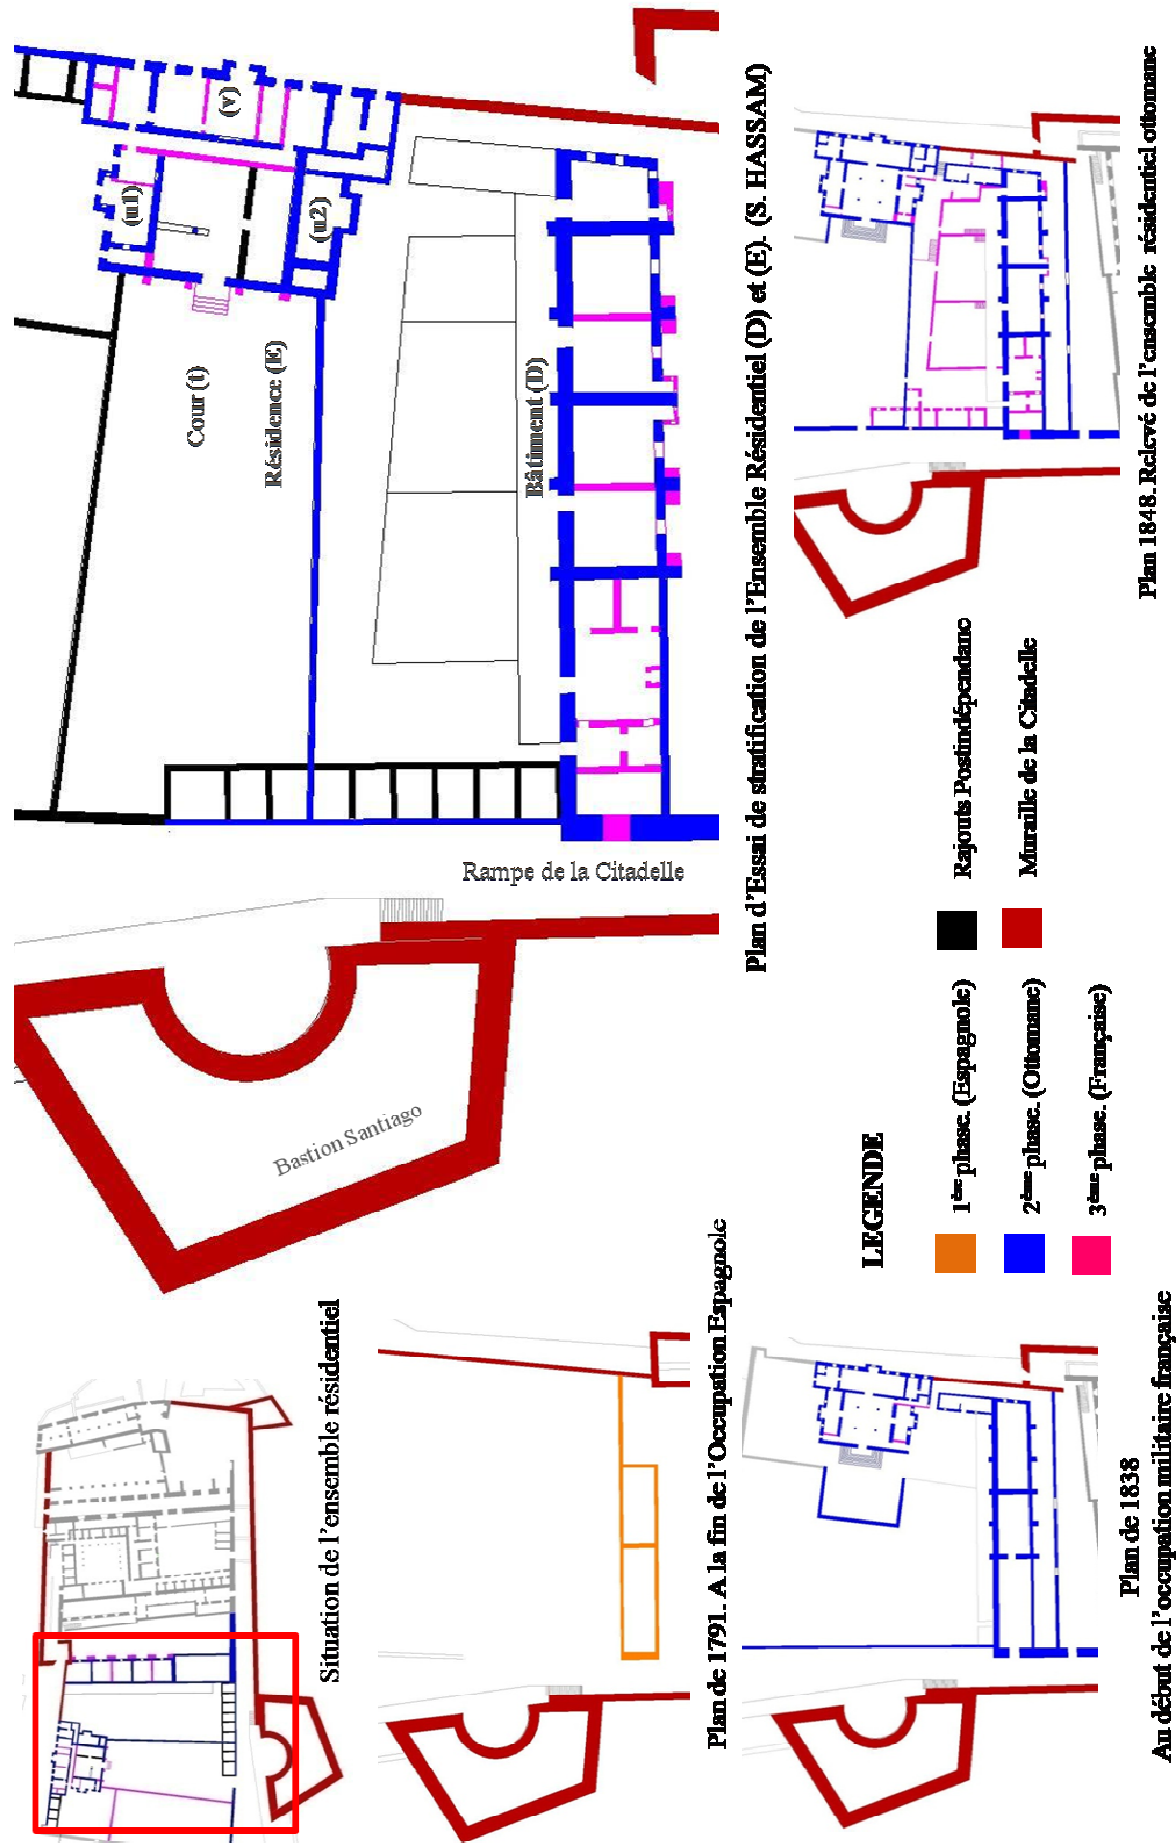 Situation de l'ensemble résidentiel
Plan de 1791. A la fin de l'Occupation Espagnole
Plan de 1838
Au début de l'occupation militaire française
Bastion Santiago
Rampe de la Citadelle
Cour (t)
Résidence (E)
Bâtiment (D)
(u1)
(u2)
(v)
Plan d'Essai de stratification de l'Ensemble Résidentiel (D) et (E). (S. HASSAM)
LEGENDE
1ère phase. (Espagnole)
2ème phase. (Ottomane)
3ème phase. (Française)
Rajouts Postindépendanc
Muraille de la Citadelle
Plan 1848. Relevé de l'ensemble résidentiel ottomane